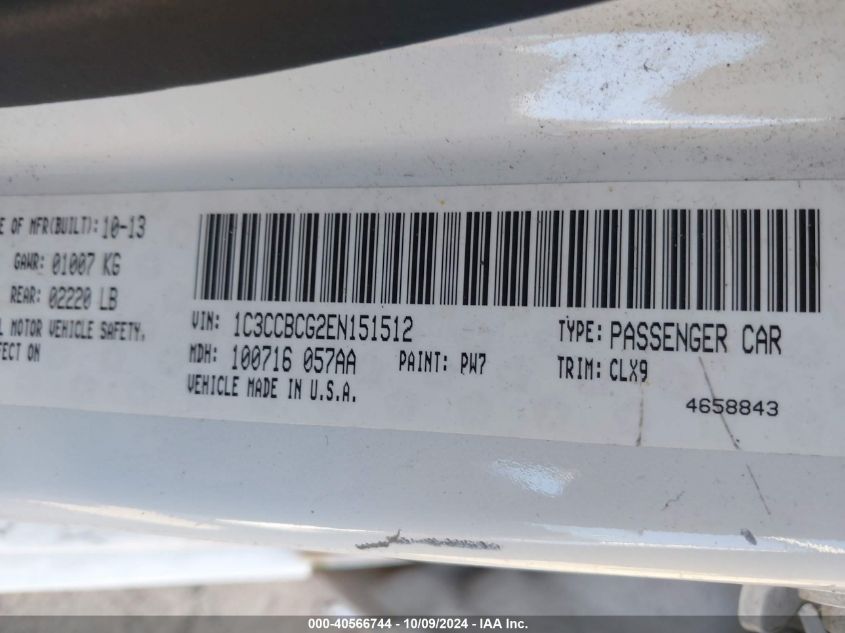 E OF MFR(BUILT): 10-13
GAWR: 01007 KG
REAR: 02220 LB
L MOTOR VEHICLE SAFETY,
FECT ON
VIN: 1C3CCBCG2EN151512
TYPE: PASSENGER CAR
MDH: 100716 057AA
PAINT: PW7
TRIM: CLX9
VEHICLE MADE IN U.S.A.
4658843
000-40566744 - 10/09/2024 - IAA Inc.